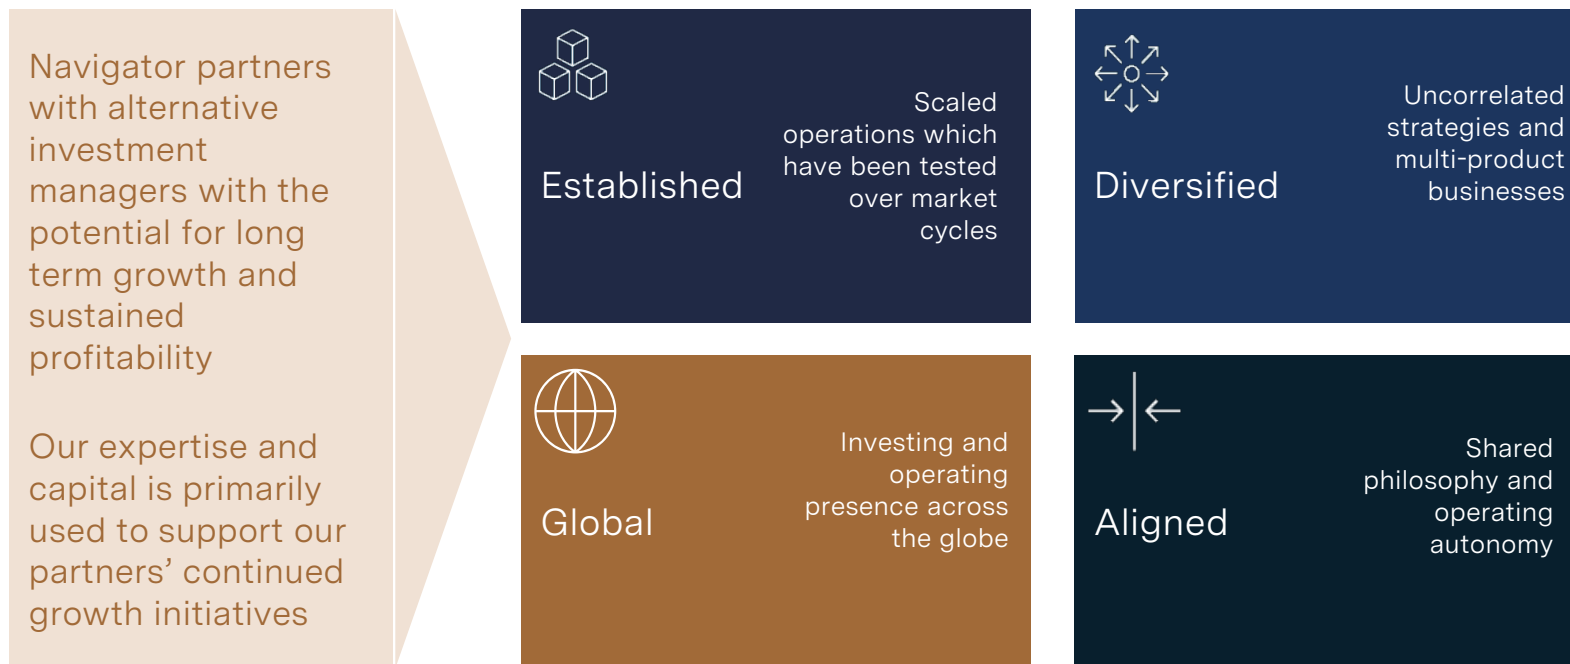 Navigator partners
with alternative
investment
managers with the
potential for long
term growth and
sustained
profitability
Our expertise and
capital is primarily
used to support our
partners’ continued
growth initiatives
Established
Scaled
operations which
have been tested
over market
cycles
Diversified
Uncorrelated
strategies and
multi-product
businesses
Global
Investing and
operating
presence across
the globe
Aligned
Shared
philosophy and
operating
autonomy